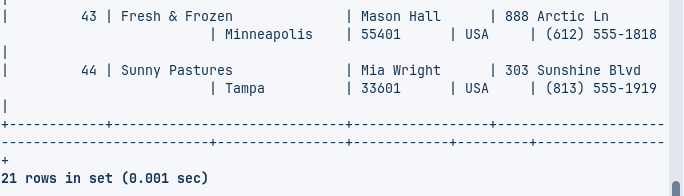 |
|         43 | Fresh & Frozen              | Mason Hall      | 888 Arctic Ln
                         | Minneapolis    | 55401      | USA     | (612) 555-1818
|
|         44 | Sunny Pastures              | Mia Wright      | 303 Sunshine Blvd
                         | Tampa          | 33601      | USA     | (813) 555-1919
|
+------------+----------------------------+-----------------+--------------------
-------------------------+----------------+------------+---------+---------------
+
21 rows in set (0.001 sec)